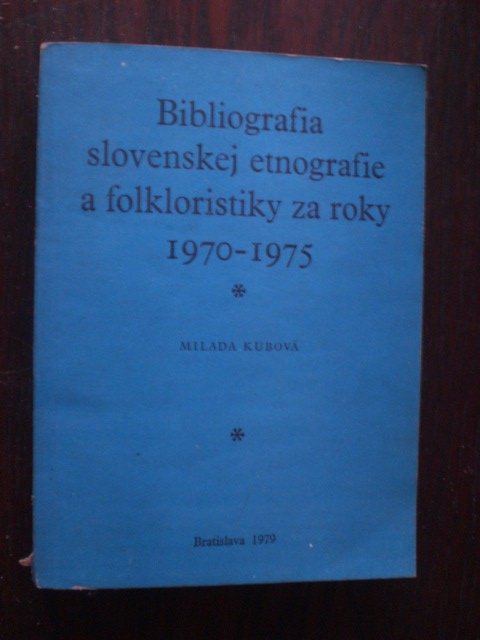 Bibliografia
slovenskej etnografie
a folkloristiky za roky
1970-1975
*
MILADA KUBOVÁ
*
Bratislava 1979